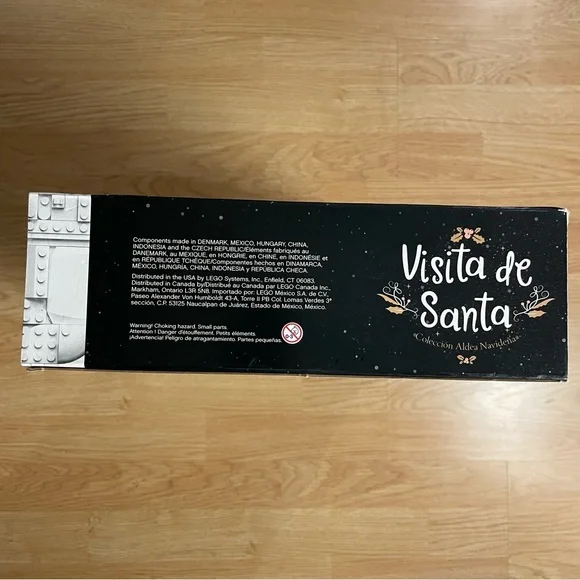 Components made in DENMARK, MEXICO, HUNGARY, CHINA,
INDONESIA and the CZECH REPUBLIC/Eléments fabriqués au
DANEMARK, au MEXIQUE, en HONGRIE, en CHINE, en INDONÉSIE et
en RÉPUBLIQUE TCHÈQUE/Componentes hechos en DINAMARCA,
MÉXICO, HUNGRÍA, CHINA, INDONESIA y REPÚBLICA CHECA.
Distributed in the USA by LEGO Systems, Inc., Enfield, CT 06083.
Distributed in Canada by/Distribué au Canada par LEGO Canada Inc.,
Markham, Ontario L3R 5N8. Importado por: LEGO México S.A. de C.V.,
Paseo Alexander Von Humboldt 43-A, Torre II PB Col. Lomas Verdes 3ª
sección, C.P. 53125 Naucalpan de Juárez, Estado de México, México.
Warning! Choking hazard. Small parts.
Attention ! Danger d'étouffement. Petits éléments.
¡Advertencia! Peligro de atragantamiento. Partes pequeñas.
0-3
Visita de
Santa
Colección Aldea Navideña